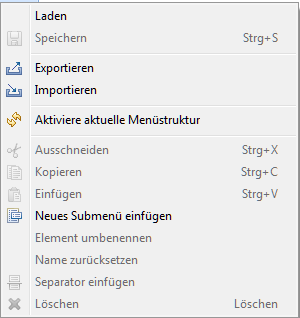 Laden
Speichern Strg+S
Exportieren
Importieren
Aktiviere aktuelle Menüstruktur
Ausschneiden Strg+X
Kopieren Strg+C
Einfügen Strg+V
Neues Submenü einfügen
Element umbenennen
Name zurücksetzen
Separator einfügen
Löschen Löschen